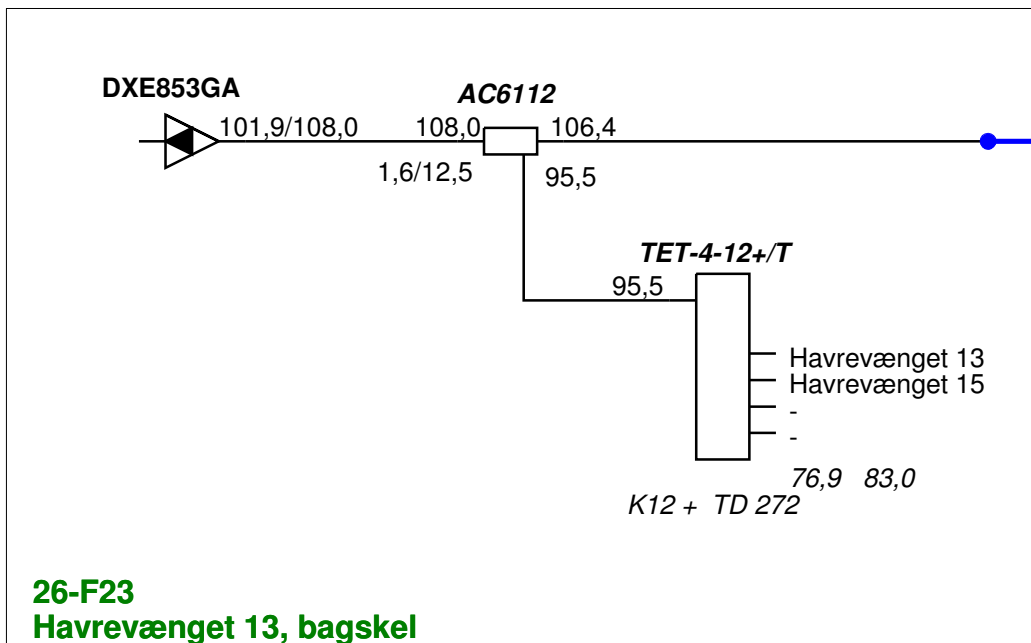 DXE853GA
AC6112
101,9/108,0
108,0
106,4
1,6/12,5
95,5
TET-4-12+/T
95,5
Havrevænget 13
Havrevænget 15
-
-
76,9 83,0
K12 + TD 272
26-F23
Havrevænget 13, bagskel